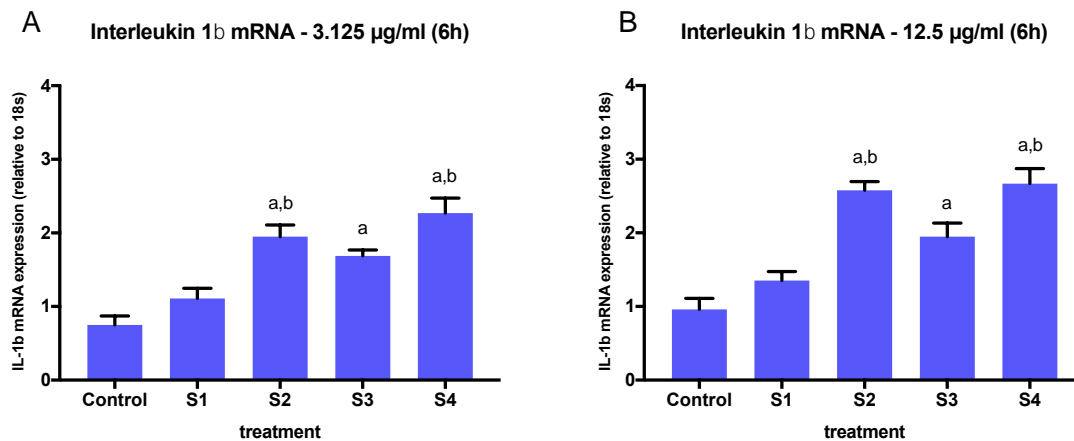 A
Interleukin 1b mRNA - 3.125 µg/ml (6h)
IL-1b mRNA expression (relative to 18s)
4
3
2
1
0
a,b
a
a,b
Control S1 S2 S3 S4
treatment
B
Interleukin 1b mRNA - 12.5 µg/ml (6h)
IL-1b mRNA expression (relative to 18s)
4
3
2
1
0
a,b
a
a,b
Control S1 S2 S3 S4
treatment